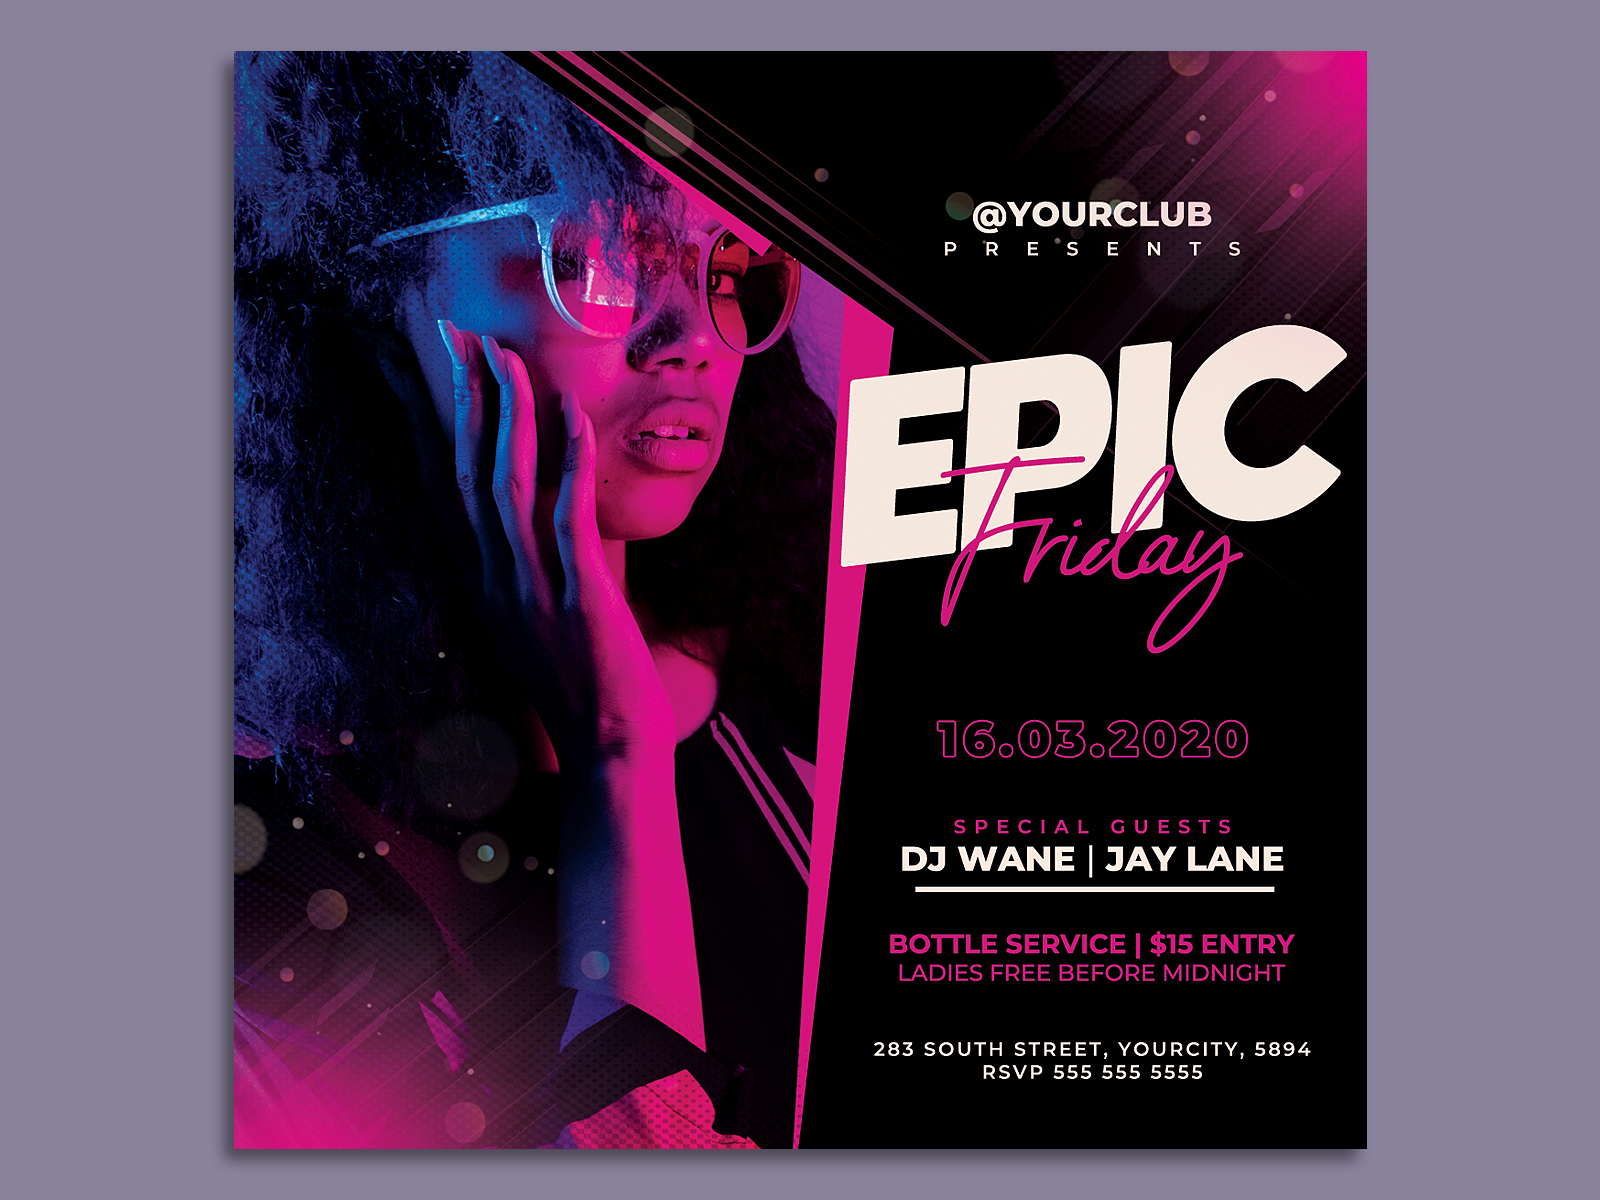 @YOURCLUB
PRESENTS
EPIC
Friday
16.03.2020
SPECIAL GUESTS
DJ WANE | JAY LANE
BOTTLE SERVICE | $15 ENTRY
LADIES FREE BEFORE MIDNIGHT
283 SOUTH STREET, YOURCITY, 5894
RSVP 555 555 5555